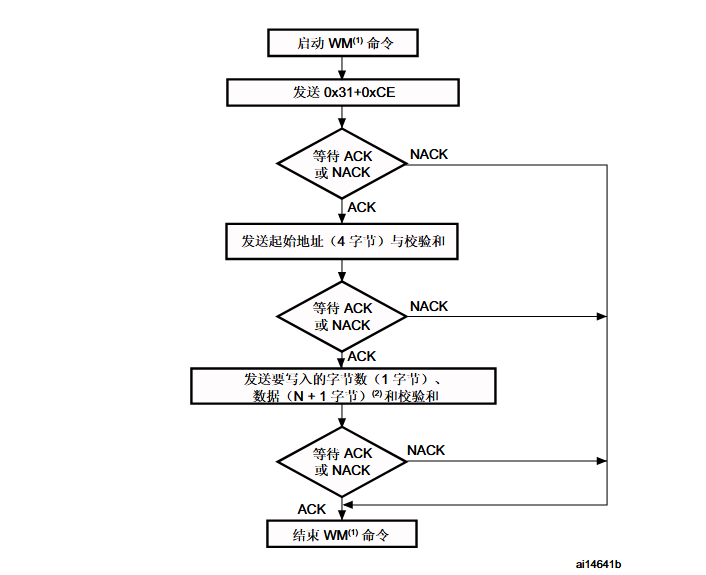 启动 WM(1) 命令
发送 0x31+0xCE
等待 ACK
或 NACK
NACK
ACK
发送起始地址（4 字节）与校验和
等待 ACK
或 NACK
NACK
ACK
发送要写入的字节数（1 字节）、
数据（N + 1 字节）(2) 和校验和
等待 ACK
或 NACK
NACK
ACK
结束 WM(1) 命令
ai14641b